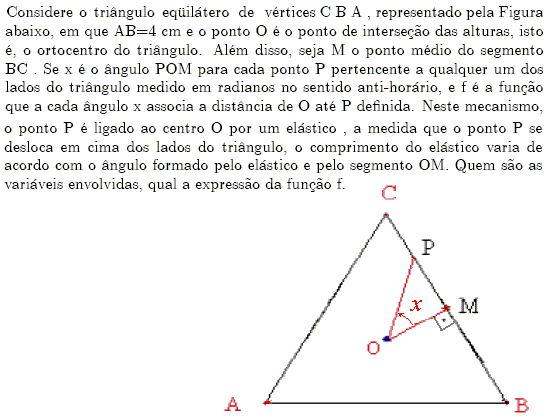 Considere o triângulo eqüilátero de vértices C B A , representado pela Figura
abaixo, em que AB=4 cm e o ponto O é o ponto de interseção das alturas, isto
é, o ortocentro do triângulo. Além disso, seja M o ponto médio do segmento
BC . Se x é o ângulo POM para cada ponto P pertencente a qualquer um dos
lados do triângulo medido em radianos no sentido anti-horário, e f é a função
que a cada ângulo x associa a distância de O até P definida. Neste mecanismo,
o ponto P é ligado ao centro O por um elástico , a medida que o ponto P se
desloca em cima dos lados do triângulo, o comprimento do elástico varia de
acordo com o ângulo formado pelo elástico e pelo segmento OM. Quem são as
variáveis envolvidas, qual a expressão da função f.
C
P
x
M
O
A
B